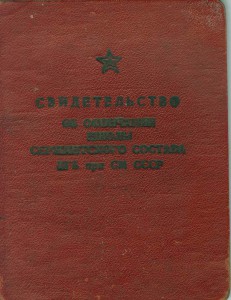 СВИДЕТЕЛЬСТВО
ОБ ОКОНЧАНИИ
ШКОЛЫ
СЕРЖАНТСКОГО СОСТАВА
при СМ СССР